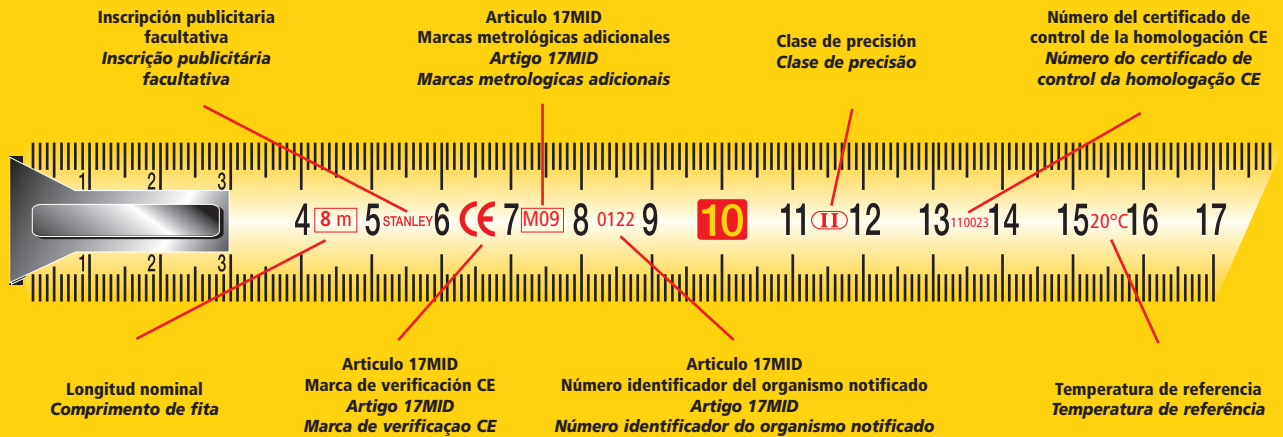 Inscripción publicitaria
facultativa
Inscrição publicitária
facultativa
Articulo 17MID
Marcas metrológicas adicionales
Artigo 17MID
Marcas metrologicas adicionais
Clase de precisión
Clase de precisão
Número del certificado de
control de la homologación CE
Número do certificado de
control da homologação CE
1 2 3
4 8 m 5 STANLEY 6 CE 7 M09 8 0122 9 10 11 II 12 13 110023 14 15 20°C 16 17
1 2 3
Longitud nominal
Comprimento de fita
Articulo 17MID
Marca de verificación CE
Artigo 17MID
Marca de verificaçao CE
Articulo 17MID
Número identificador del organismo notificado
Artigo 17MID
Número identificador do organismo notificado
Temperatura de referencia
Temperatura de referência